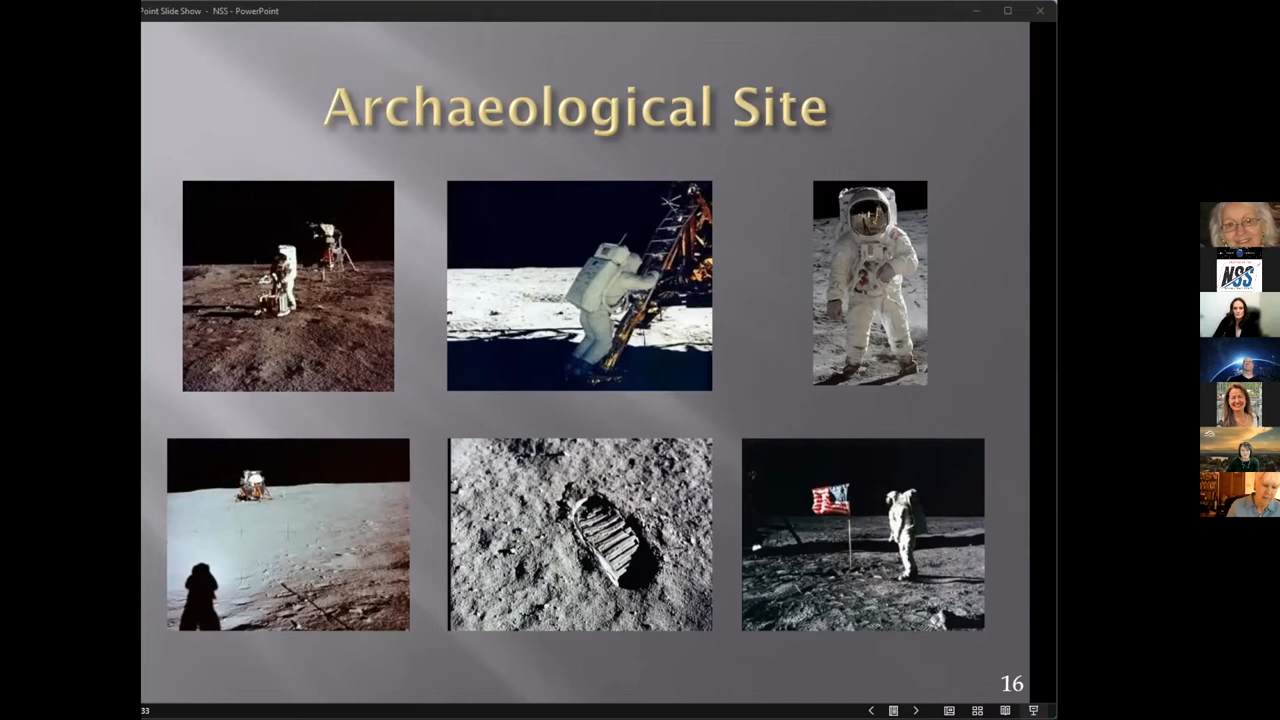 Point Slide Show - NSS - PowerPoint
Archaeological Site
NSS
16
33